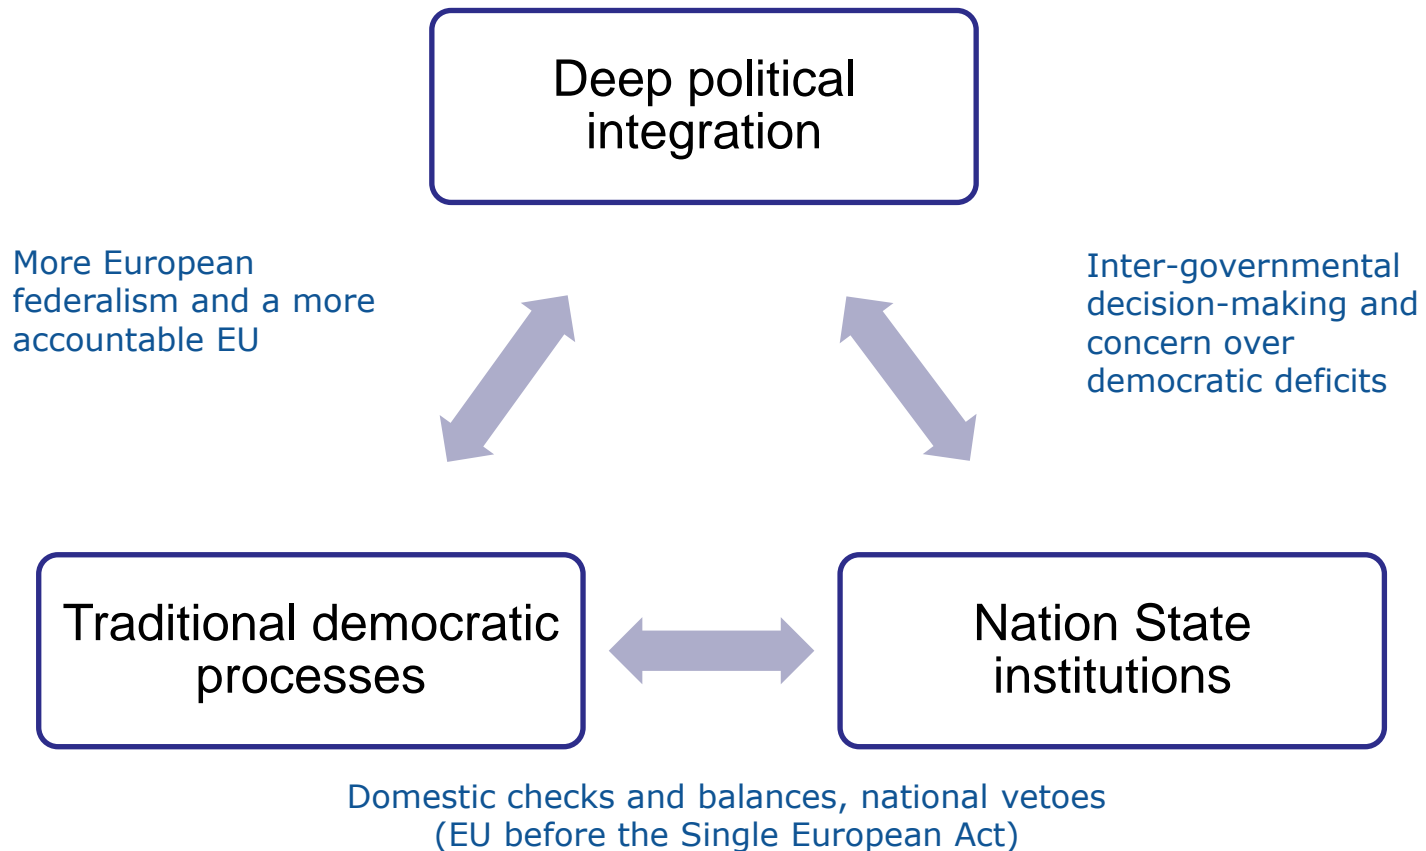 Deep political
integration
More European
federalism and a more
accountable EU
Inter-governmental
decision-making and
concern over
democratic deficits
Traditional democratic
processes
Nation State
institutions
Domestic checks and balances, national vetoes
(EU before the Single European Act)